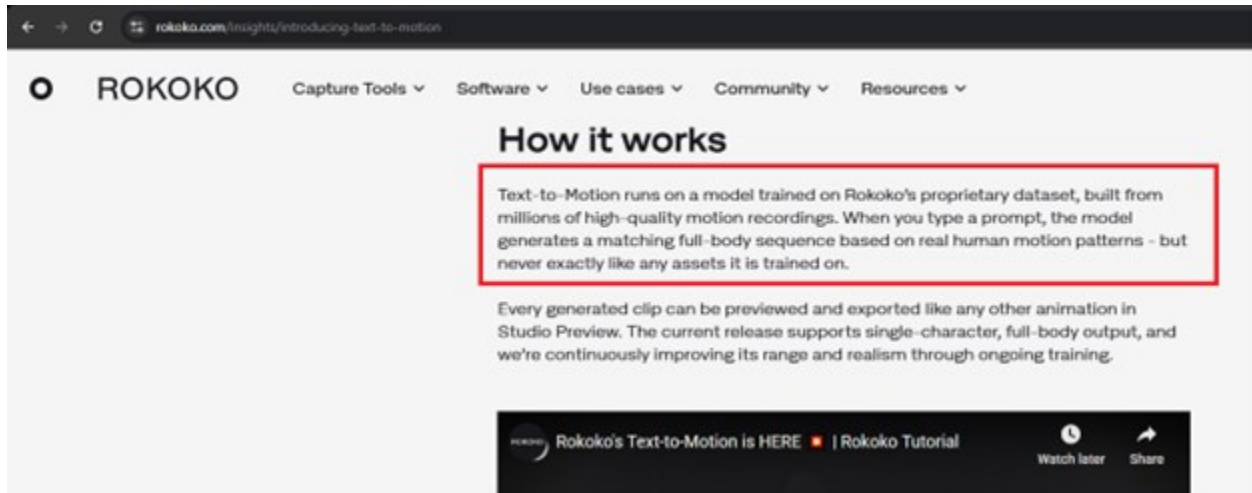 rokoko.com/insights/introducing-text-to-motion
ROKOKO Capture Tools Software Use cases Community Resources
How it works
Text-to-Motion runs on a model trained on Rokoko's proprietary dataset, built from
millions of high-quality motion recordings. When you type a prompt, the model
generates a matching full-body sequence based on real human motion patterns - but
never exactly like any assets it is trained on.
Every generated clip can be previewed and exported like any other animation in
Studio Preview. The current release supports single-character, full-body output, and
we're continuously improving its range and realism through ongoing training.
Rokoko's Text-to-Motion is HERE | Rokoko Tutorial
Watch later Share